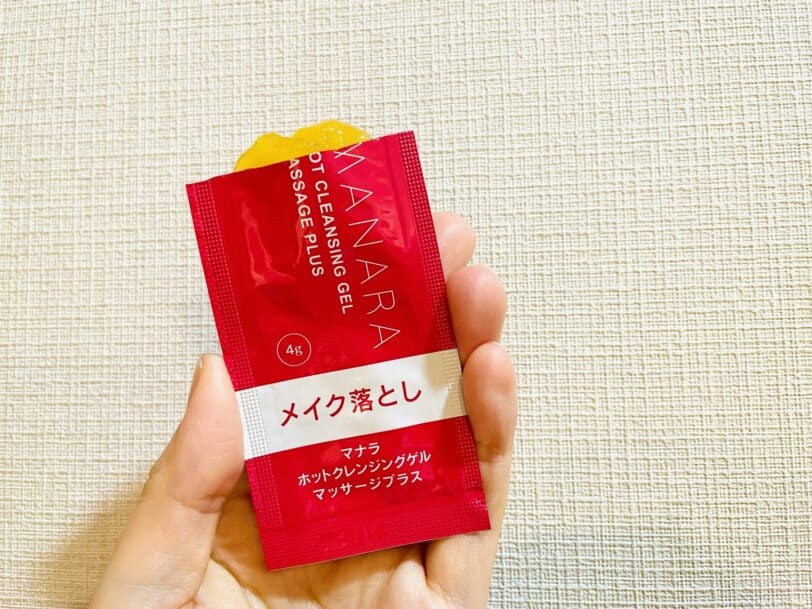 MANARA
OT CLEANSING GEL
ASSAGE PLUS
4g
メイク落とし
マナラ
ホットクレンジングゲル
マッサージプラス